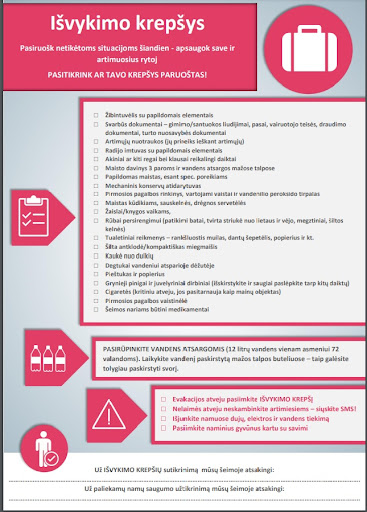 Išvykimo krepšys
Pasiruošk netikėtoms situacijoms šiandien - apsaugok save ir
artimuosius rytoj
PASITIKRINK AR TAVO KREPŠYS PARUOŠTAS!
Žibintuvėlis su papildomais elementais
Svarbūs dokumentai – gimimo/santuokos liudijimai, pasai, vairuotojo teisės, draudimo
dokumentai, turto nuosavybės dokumentai
Artimųjų nuotraukos (jų prireiks ieškant artimųjų)
Radijo imtuvas su papildomais elementais
Akiniai ar kiti regai bei klausai reikalingi daiktai
Maisto davinys 3 paroms ir vandens atsargos mažose talpose
Papildomas maistas, esant spec. poreikiams
Mechaninis konservų atidarytuvas
Pirmosios pagalbos rinkinys, vartojami vaistai ir vandenilio peroksido tirpalas
Maistas kūdikiams, sauskelnės, drėgnos servetėlės
Žaislai/knygos vaikams,
Rūbai persirengimui (patikimi batai, tvirta striukė nuo lietaus ir vėjo, megztiniai, šiltos
kelnės)
Tualetiniai reikmenys – rankšluostis muilas, dantų šepetėlis, popierius ir kt.
Šilta antklodė/kompaktiškas miegmaišis
Kaukė nuo dulkių
Degtukai vandeniui atsparioje dėžutėje
Pieštukas ir popierius
Grynieji pinigai ir juvelyriniai dirbiniai (išskirstykite ir saugiai paslėpkite tarp kitų daiktų)
Cigaretės (kritiniu atveju, jos pasitarnauja kaip mainų objektas)
Pirmosios pagalbos vaistinėlė
Šeimos nariams būtini medikamentai
PASIRŪPINKITE VANDENS ATSARGOMIS (12 litrų vandens vienam asmeniui 72
valandoms). Laikykite vandenį paskirstytą mažos talpos buteliuose – taip galėsite
tolygiau paskirstyti svorį.
Evakacijos atveju pasiimkite IŠVYKIMO KREPŠĮ
Nelaimės atveju neskambinkite artimiesiems – siųskite SMS!
Išjunkite namuose dujų, elektros ir vandens tiekimą
Pasiimkite naminius gyvūnus kartu su savimi
Už IŠVYKIMO KREPŠIŲ sutikrinimą mūsų šeimoje atsakingi:
Už paliekamų namų saugumo užtikrinimą mūsų šeimoje atsakingi: